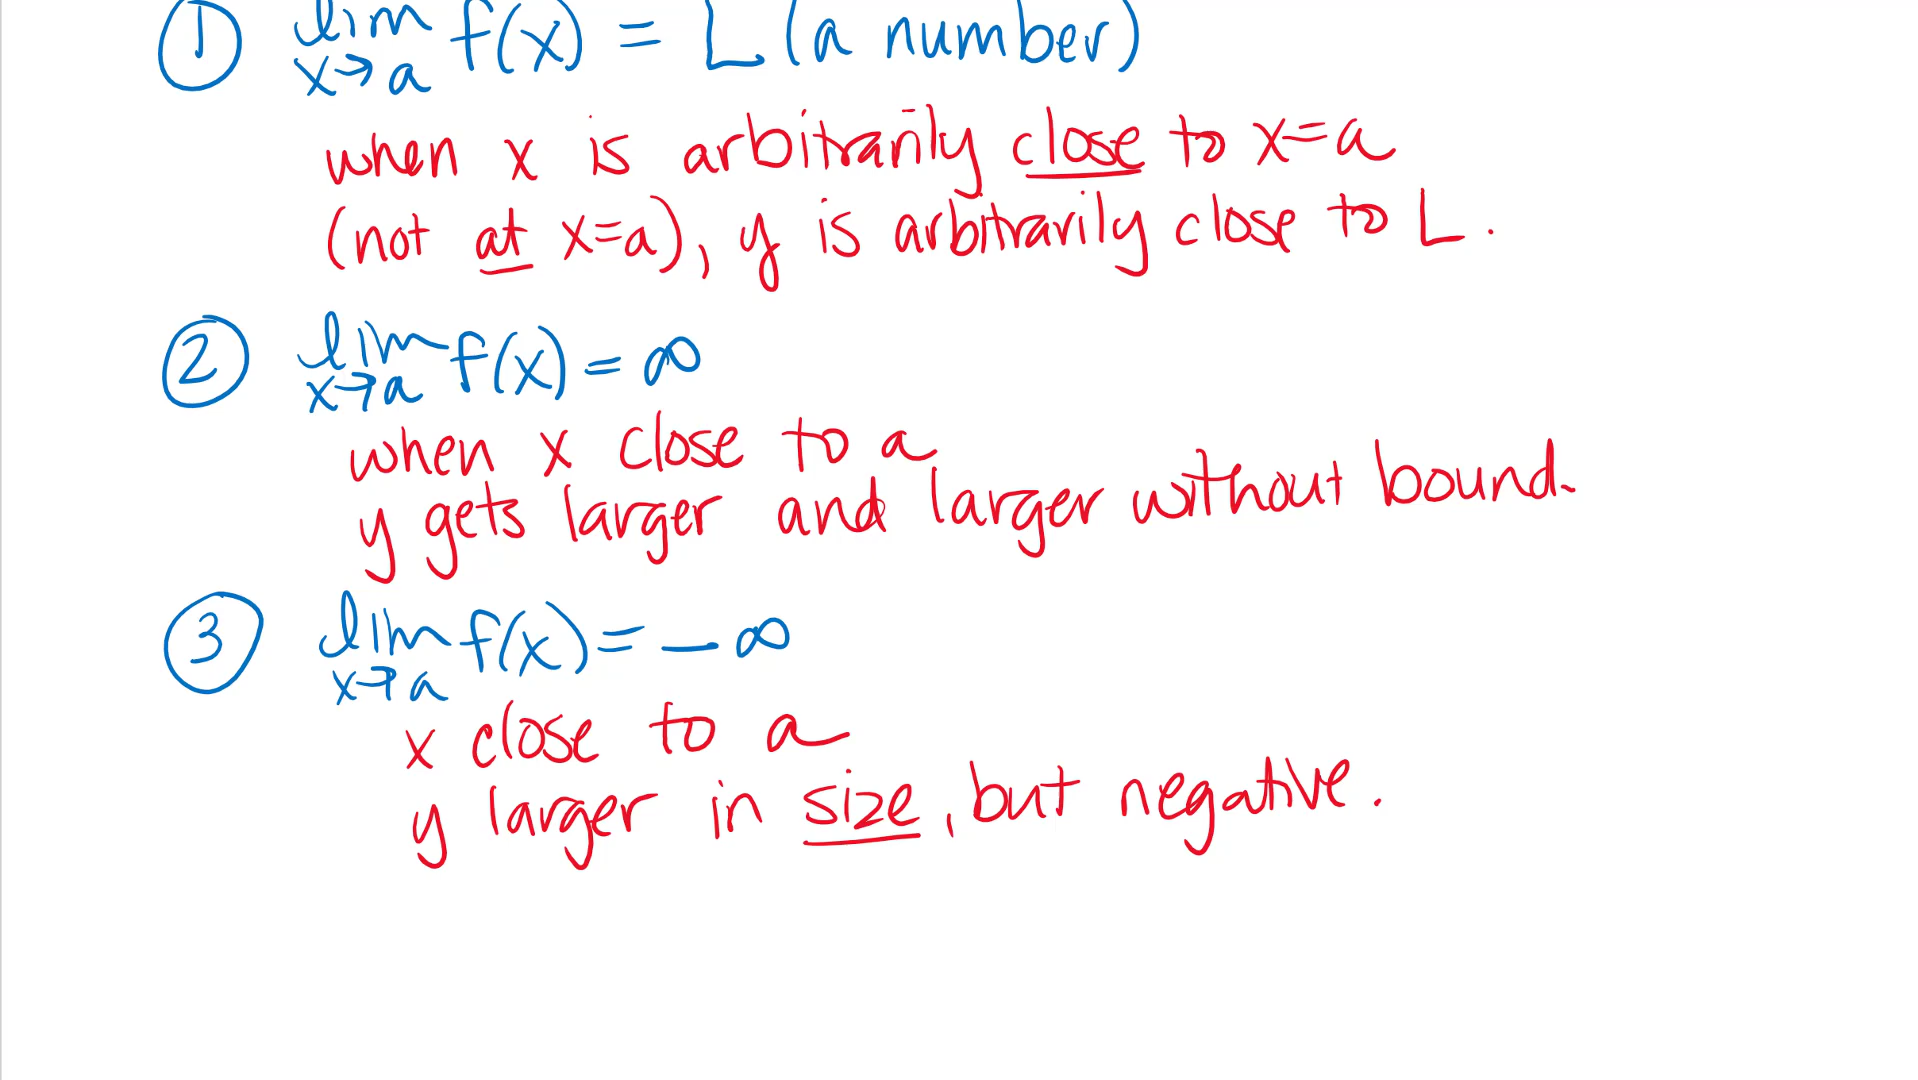 ① lim x→a f(x) = L (a number)
when x is arbitrarily close to x=a
(not at x=a), y is arbitrarily close to L.
② lim x→a f(x) = ∞
when x close to a
y gets larger and larger without bound.
③ lim x→a f(x) = -∞
x close to a
y larger in size, but negative.